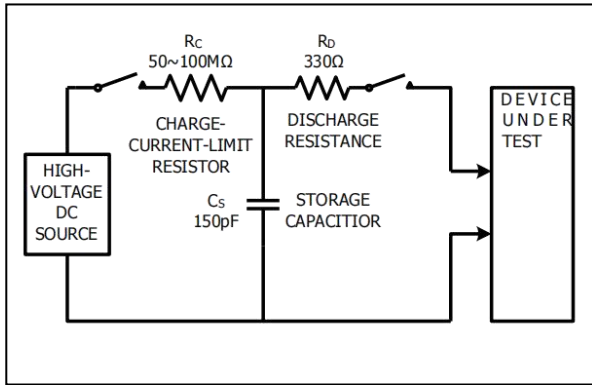 RC
50~100MΩ
RD
330Ω
CHARGE-
CURRENT-LIMIT
RESISTOR
DISCHARGE
RESISTANCE
DEVICE
UNDER
TEST
HIGH-
VOLTAGE
DC
SOURCE
CS
150pF
STORAGE
CAPACITIOR